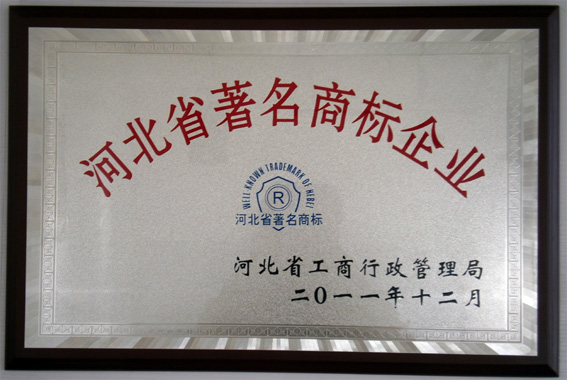 河北省著名商标企业
WELL-KNOWN TRADEMARK OF HEBEI
R
河北省著名商标
河北省工商行政管理局
二0一一年十二月